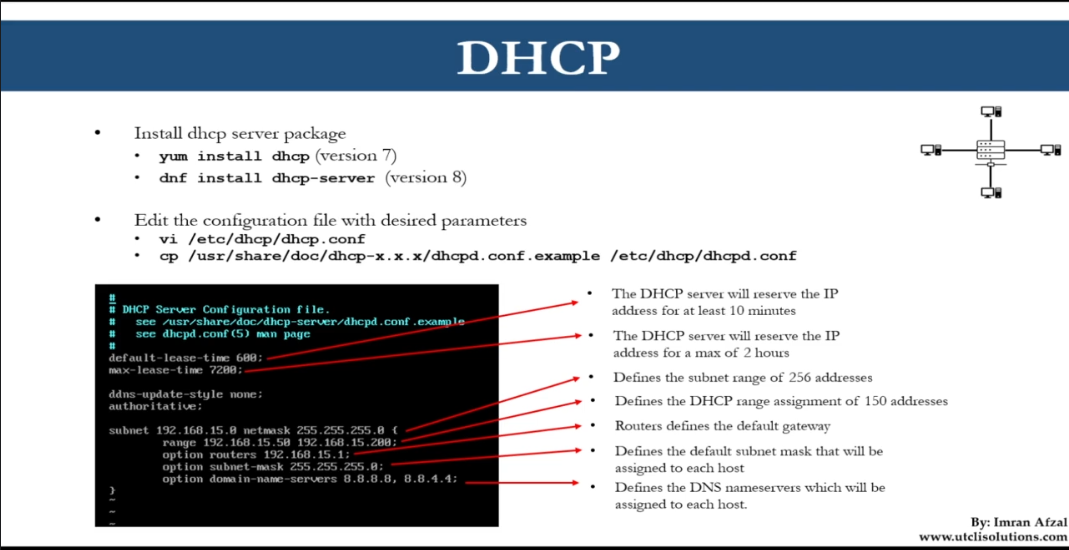 DHCP
• Install dhcp server package
• yum install dhcp (version 7)
• dnf install dhcp-server (version 8)
• Edit the configuration file with desired parameters
• vi /etc/dhcp/dhcp.conf
• cp /usr/share/doc/dhcp-x.x.x/dhcpd.conf.example /etc/dhcp/dhcpd.conf
#
# DHCP Server Configuration file.
#   see /usr/share/doc/dhcp-server/dhcpd.conf.example
#   see dhcpd.conf(5) man page
#
default-lease-time 600;
max-lease-time 7200;
ddns-update-style none;
authoritative;
subnet 192.168.15.0 netmask 255.255.255.0 {
range 192.168.15.50 192.168.15.200;
option routers 192.168.15.1;
option subnet-mask 255.255.255.0;
option domain-name-servers 8.8.8.8, 8.8.4.4;
}
~
~
~
• The DHCP server will reserve the IP
address for at least 10 minutes
• The DHCP server will reserve the IP
address for a max of 2 hours
• Defines the subnet range of 256 addresses
• Defines the DHCP range assignment of 150 addresses
• Routers defines the default gateway
• Defines the default subnet mask that will be
assigned to each host
• Defines the DNS nameservers which will be
assigned to each host.
By: Imran Afzal
www.utclisolutions.com